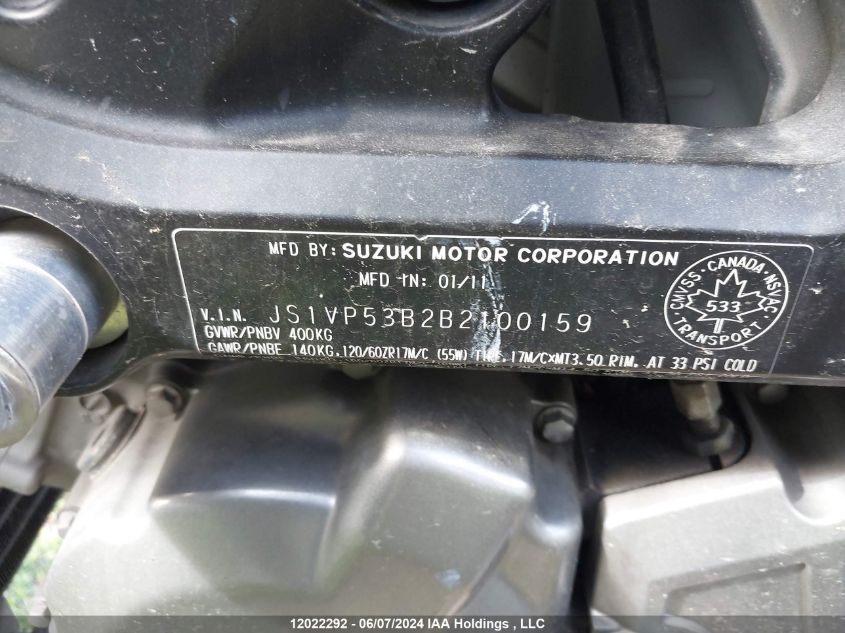 MFD BY: SUZUKI MOTOR CORPORATION
MFD IN: 01/11
V.I.N. JS1VP53B2B2100159
GVWR/PNBV 400KG
GAWR/PNBE 140KG, 120/60ZR17M/C (55W) TIRE, 17M/CXMT3.50 RIM, AT 33 PSI COLD
CMVSS · CANADA · NSVAC
533
TRANSPORT
12022292 - 06/07/2024 IAA Holdings , LLC